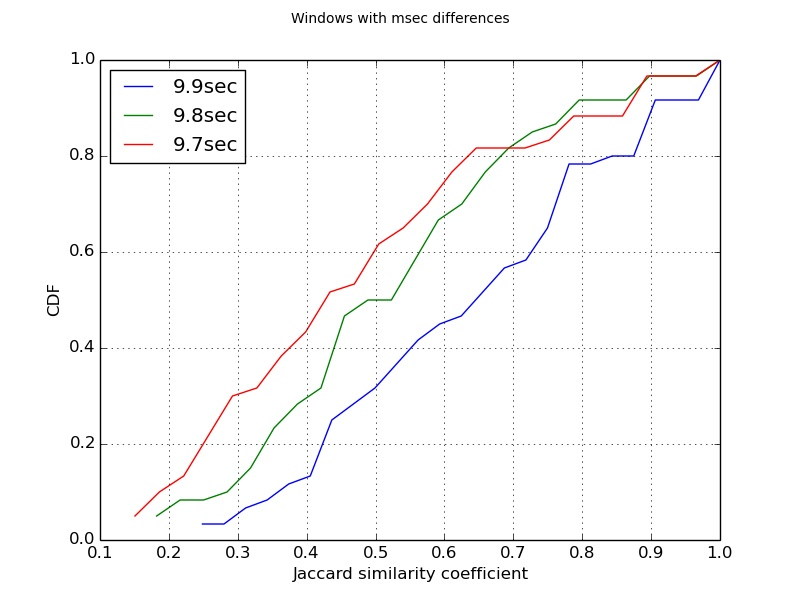 Windows with msec differences
1.0
0.8
0.6
0.4
0.2
0.0
CDF
9.9sec
9.8sec
9.7sec
0.1 0.2 0.3 0.4 0.5 0.6 0.7 0.8 0.9 1.0
Jaccard similarity coefficient